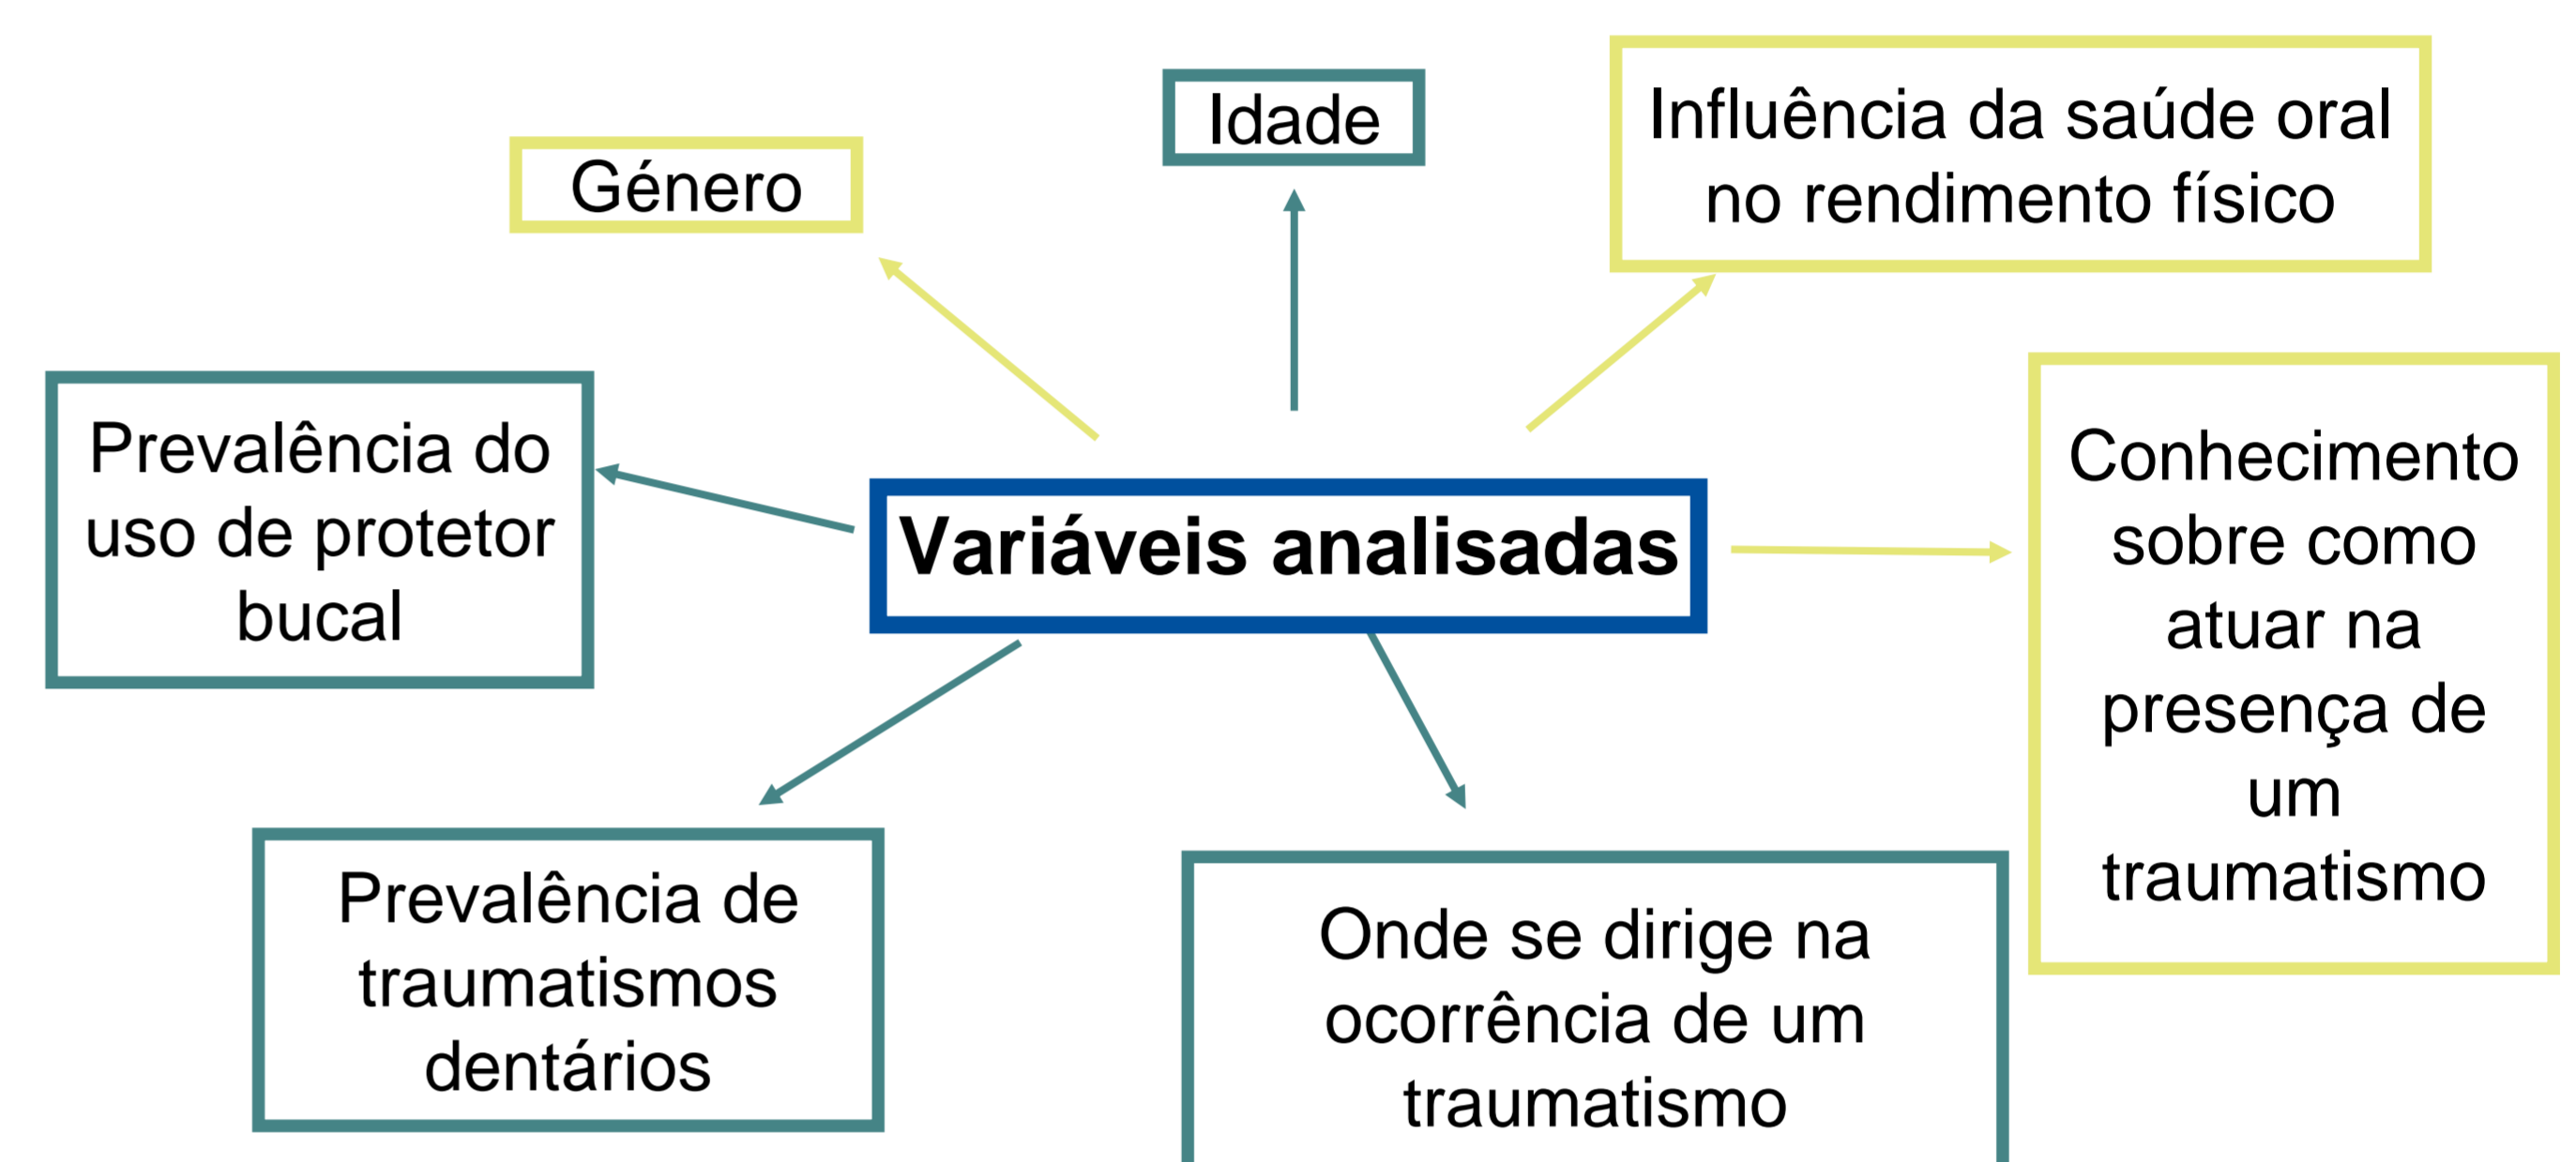 Idade
Influência da saúde oral
no rendimento físico
Género
Prevalência do
uso de protetor
bucal
Variáveis analisadas
Conhecimento
sobre como
atuar na
presença de
um
traumatismo
Prevalência de
traumatismos
dentários
Onde se dirige na
ocorrência de um
traumatismo